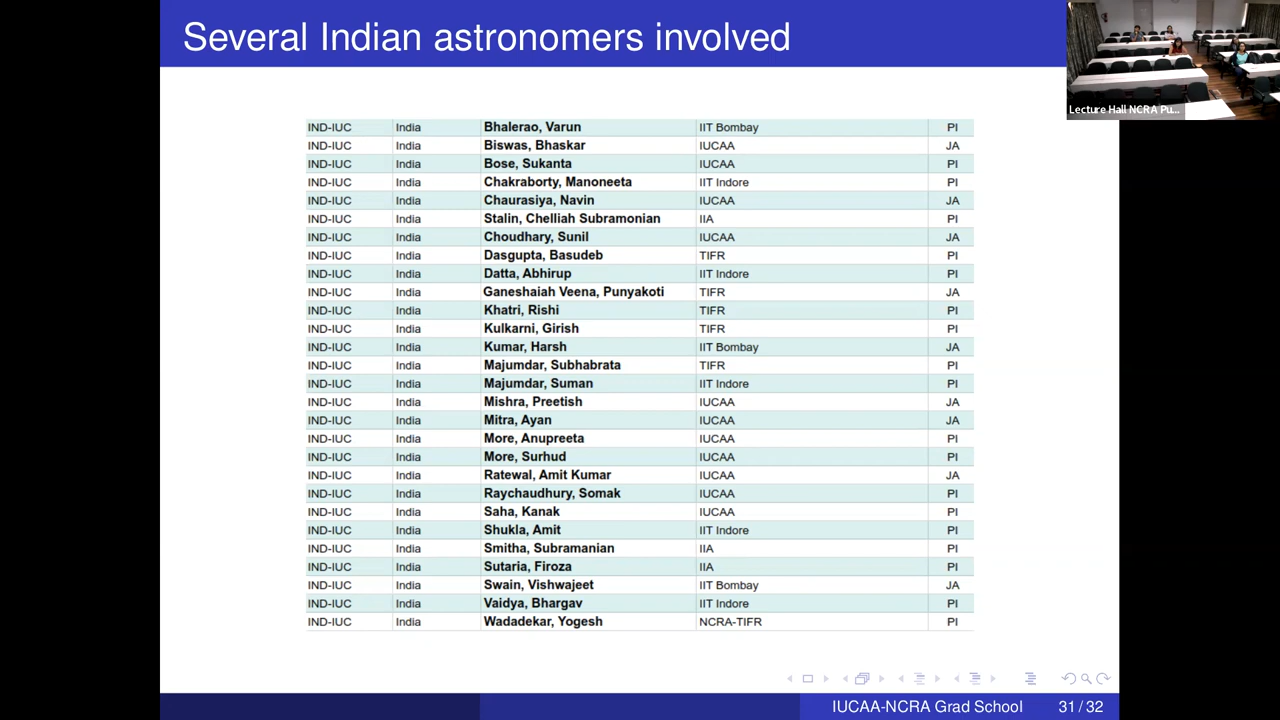 Several Indian astronomers involved
Lecture Hall NCRA Pu...
IND-IUC India Bhalerao, Varun IIT Bombay PI
IND-IUC India Biswas, Bhaskar IUCAA JA
IND-IUC India Bose, Sukanta IUCAA PI
IND-IUC India Chakraborty, Manoneeta IIT Indore PI
IND-IUC India Chaurasiya, Navin IUCAA JA
IND-IUC India Stalin, Chelliah Subramonian IIA PI
IND-IUC India Choudhary, Sunil IUCAA JA
IND-IUC India Dasgupta, Basudeb TIFR PI
IND-IUC India Datta, Abhirup IIT Indore PI
IND-IUC India Ganeshaiah Veena, Punyakoti TIFR JA
IND-IUC India Khatri, Rishi TIFR PI
IND-IUC India Kulkarni, Girish TIFR PI
IND-IUC India Kumar, Harsh IIT Bombay JA
IND-IUC India Majumdar, Subhabrata TIFR PI
IND-IUC India Majumdar, Suman IIT Indore PI
IND-IUC India Mishra, Preetish IUCAA JA
IND-IUC India Mitra, Ayan IUCAA JA
IND-IUC India More, Anupreeta IUCAA PI
IND-IUC India More, Surhud IUCAA PI
IND-IUC India Ratewal, Amit Kumar IUCAA JA
IND-IUC India Raychaudhury, Somak IUCAA PI
IND-IUC India Saha, Kanak IUCAA PI
IND-IUC India Shukla, Amit IIT Indore PI
IND-IUC India Smitha, Subramanian IIA PI
IND-IUC India Sutaria, Firoza IIA PI
IND-IUC India Swain, Vishwajeet IIT Bombay JA
IND-IUC India Vaidya, Bhargav IIT Indore PI
IND-IUC India Wadadekar, Yogesh NCRA-TIFR PI
IUCAA-NCRA Grad School 31 / 32